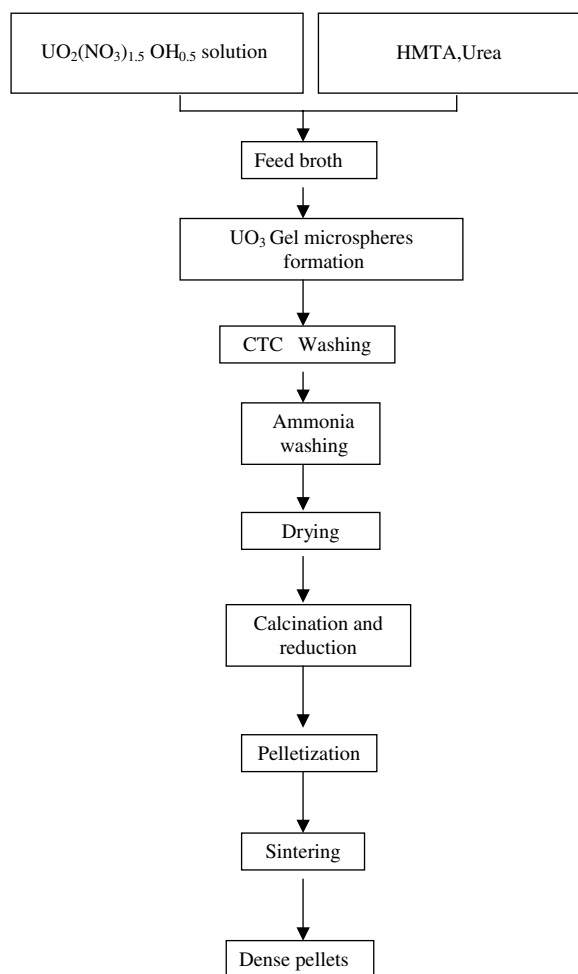 UO₂(NO₃)₁.₅ OH₀.₅ solution
HMTA,Urea
Feed broth
UO₃ Gel microspheres
formation
CTC Washing
Ammonia
washing
Drying
Calcination and
reduction
Pelletization
Sintering
Dense pellets